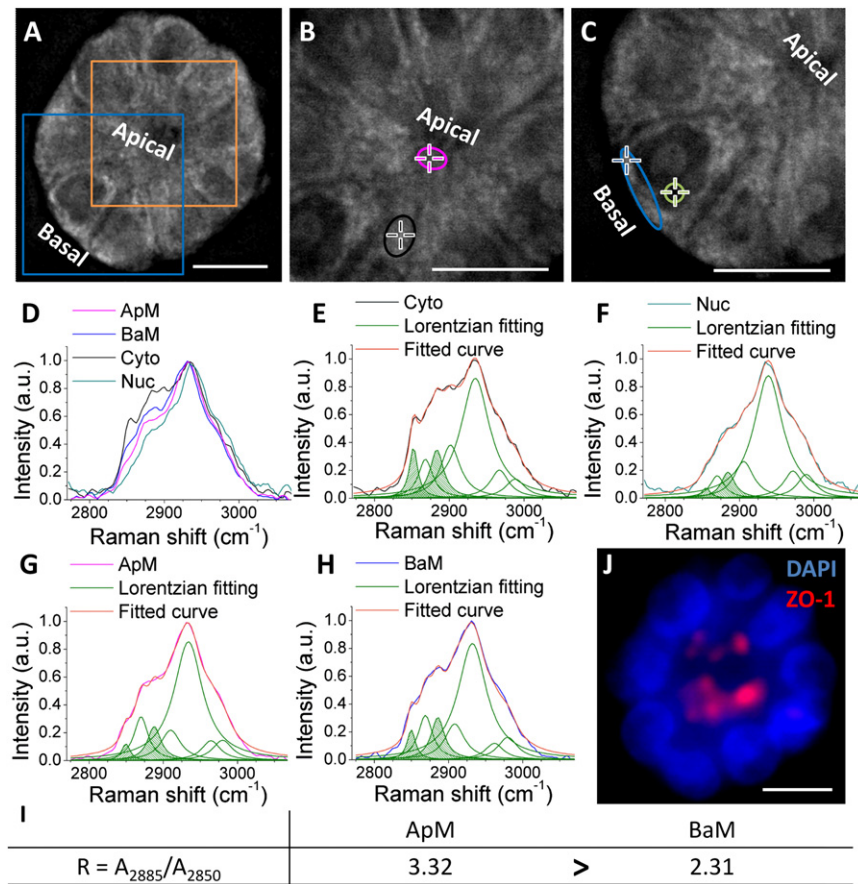 A
Apical
Basal
B
Apical
C
Apical
Basal
D
ApM
BaM
Cyto
Nuc
Intensity (a.u.)
1.0
0.8
0.6
0.4
0.2
0.0
2800 2900 3000
Raman shift (cm⁻¹)
E
Cyto
Lorentzian fitting
Fitted curve
Intensity (a.u.)
1.0
0.8
0.6
0.4
0.2
0.0
2800 2900 3000
Raman shift (cm⁻¹)
F
Nuc
Lorentzian fitting
Fitted curve
Intensity (a.u.)
1.0
0.8
0.6
0.4
0.2
0.0
2800 2900 3000
Raman shift (cm⁻¹)
G
ApM
Lorentzian fitting
Fitted curve
Intensity (a.u.)
1.0
0.8
0.6
0.4
0.2
0.0
2800 2900 3000
Raman shift (cm⁻¹)
H
BaM
Lorentzian fitting
Fitted curve
Intensity (a.u.)
1.0
0.8
0.6
0.4
0.2
0.0
2800 2900 3000
Raman shift (cm⁻¹)
J
DAPI
ZO-1
I
ApM BaM
R = A₂₈₈₅/A₂₈₅₀ 3.32 > 2.31